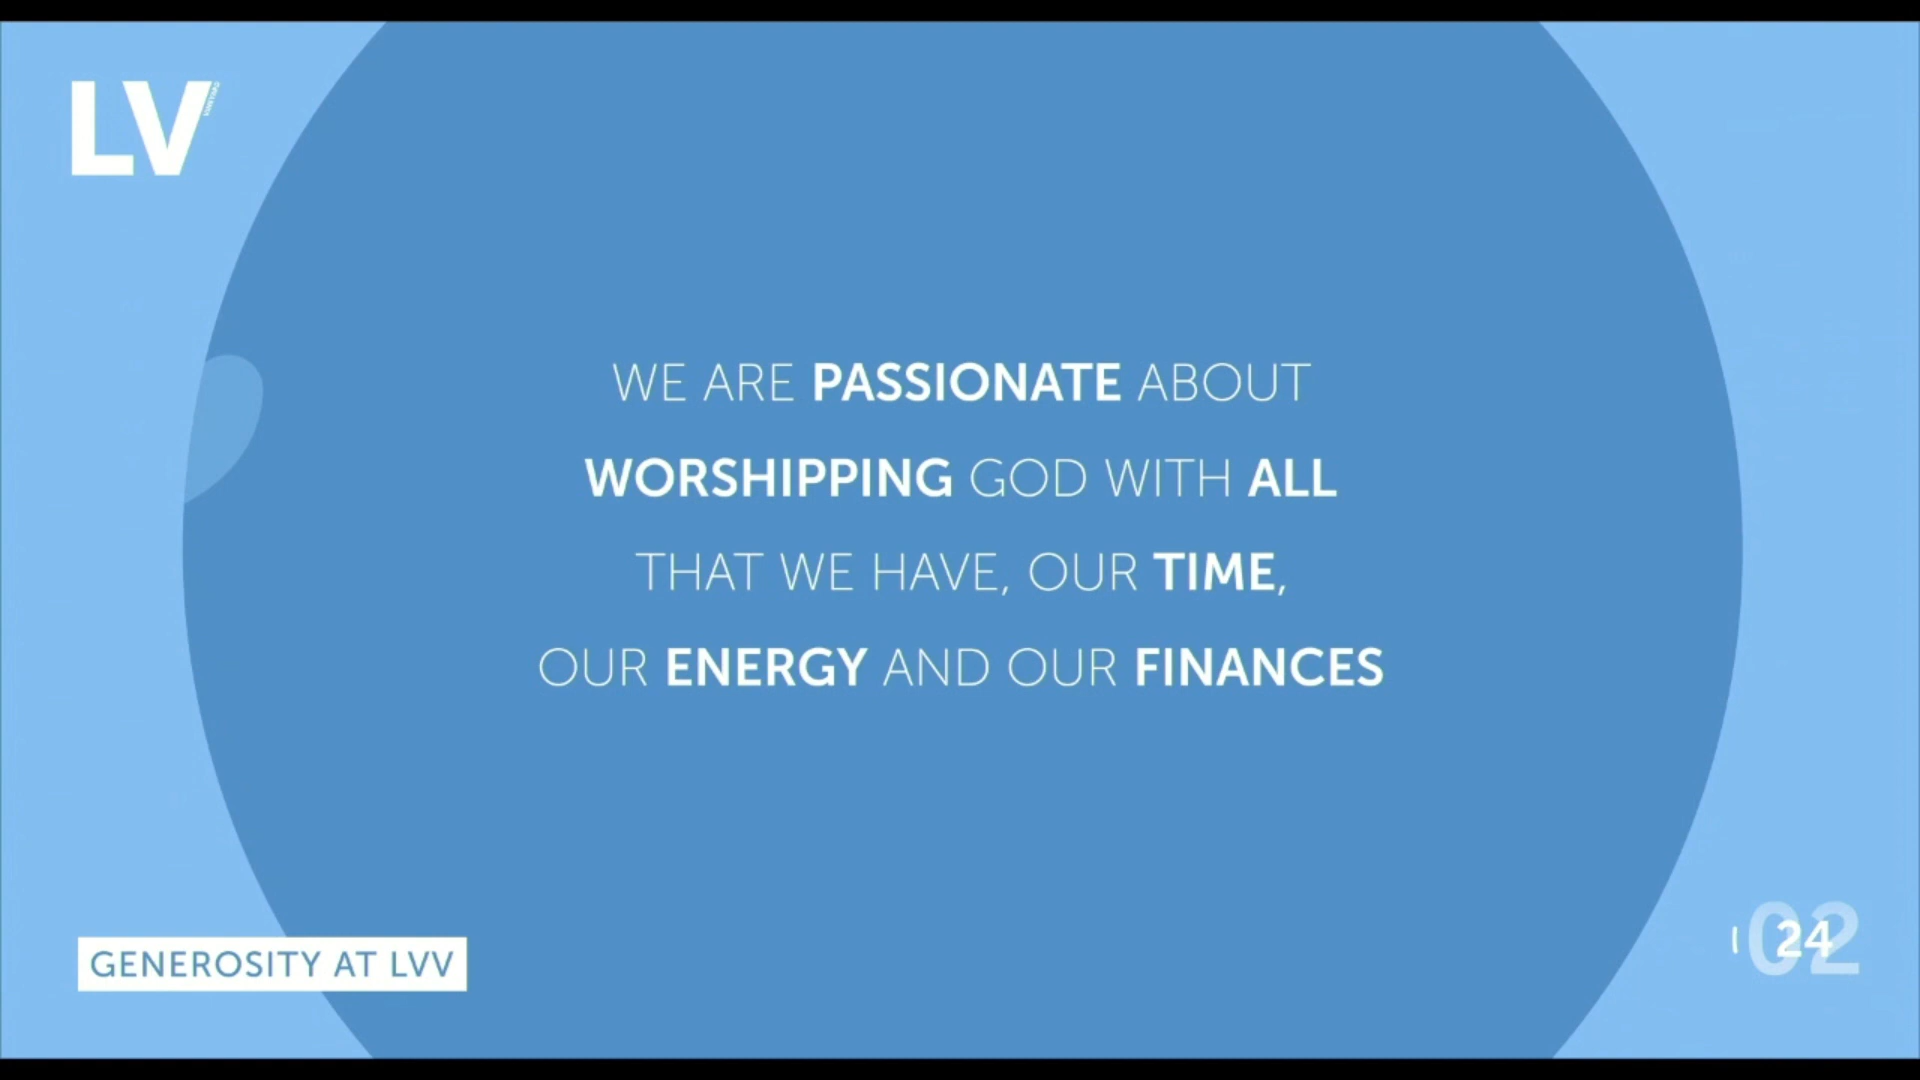 LV
WE ARE PASSIONATE ABOUT
WORSHIPPING GOD WITH ALL
THAT WE HAVE, OUR TIME,
OUR ENERGY AND OUR FINANCES
GENEROSITY AT LVV
02
24